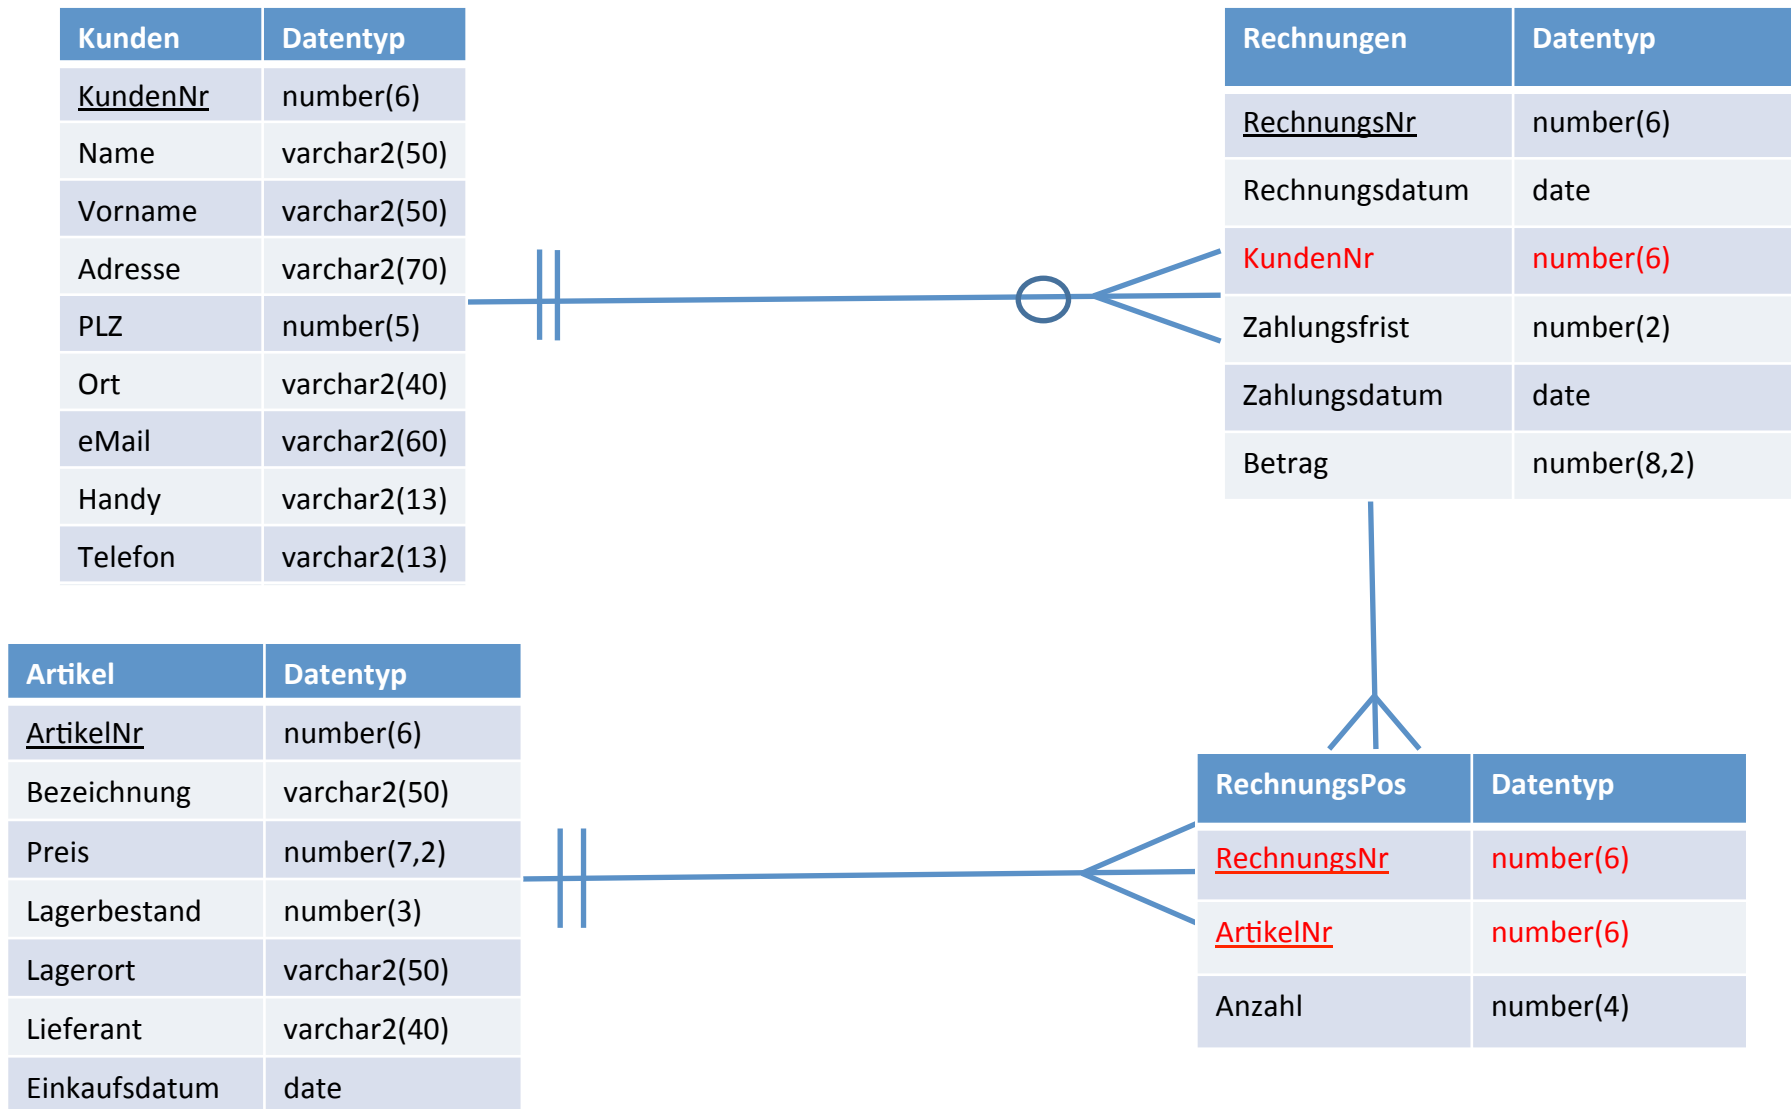 Kunden Datentyp
KundenNr number(6)
Name varchar2(50)
Vorname varchar2(50)
Adresse varchar2(70)
PLZ number(5)
Ort varchar2(40)
eMail varchar2(60)
Handy varchar2(13)
Telefon varchar2(13)
Rechnungen Datentyp
RechnungsNr number(6)
Rechnungsdatum date
KundenNr number(6)
Zahlungsfrist number(2)
Zahlungsdatum date
Betrag number(8,2)
Artikel Datentyp
ArtikelNr number(6)
Bezeichnung varchar2(50)
Preis number(7,2)
Lagerbestand number(3)
Lagerort varchar2(50)
Lieferant varchar2(40)
Einkaufsdatum date
RechnungsPos Datentyp
RechnungsNr number(6)
ArtikelNr number(6)
Anzahl number(4)